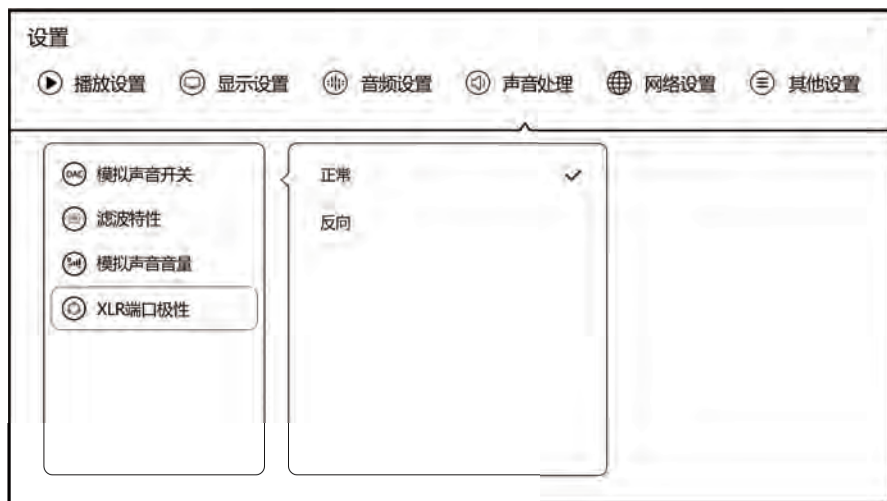 设置
播放设置 显示设置 音频设置 声音处理 网络设置 其他设置
DAC 模拟声音开关
滤波特性
模拟声音音量
XLR端口极性
正常
反向